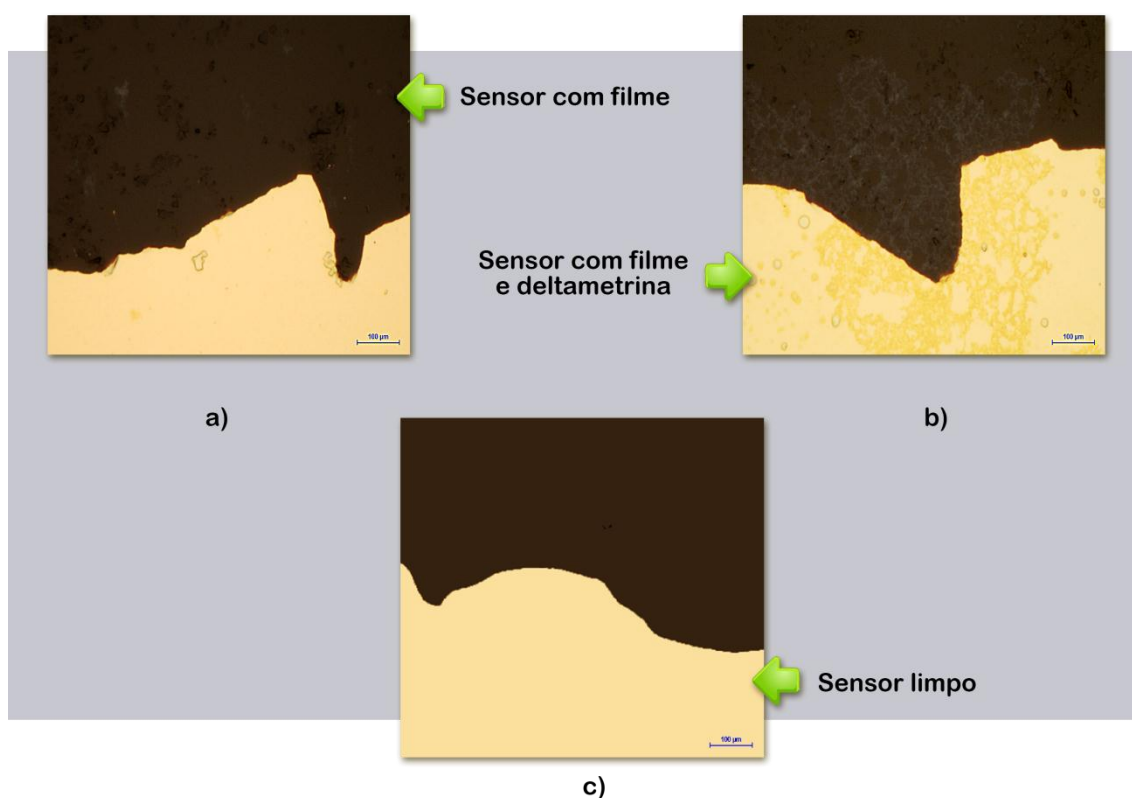 Sensor com filme
Sensor com filme
e deltametrina
100 µm
100 µm
a)
b)
Sensor limpo
100 µm
c)